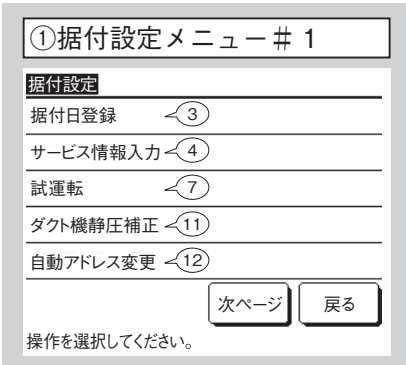 ①据付設定メニュー＃1
据付設定
据付日登録 ③
サービス情報入力 ④
試運転 ⑦
ダクト機静圧補正 ⑪
自動アドレス変更 ⑫
次ページ 戻る
操作を選択してください。